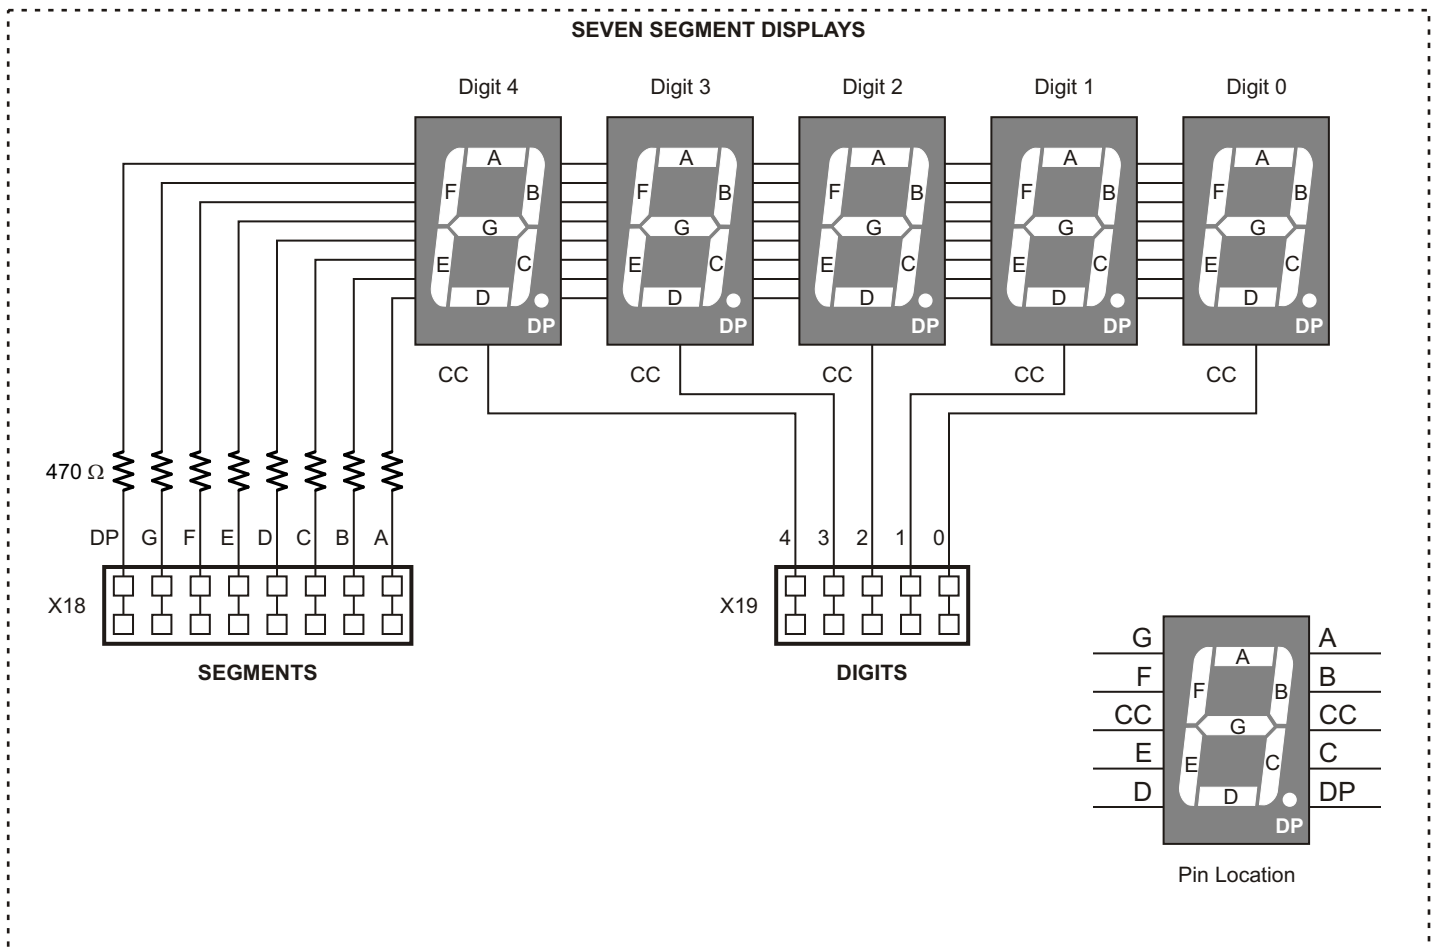 SEVEN SEGMENT DISPLAYS
Digit 4 Digit 3 Digit 2 Digit 1 Digit 0
A A A A A
F B F B F B F B F B
G G G G G
E C E C E C E C E C
D D D D D
DP DP DP DP DP
CC CC CC CC CC
470 Ω
DP G F E D C B A
4 3 2 1 0
X18
X19
SEGMENTS
DIGITS
G A
A
F B
F B
CC CC
G
E C
E C
D DP
D
DP
Pin Location